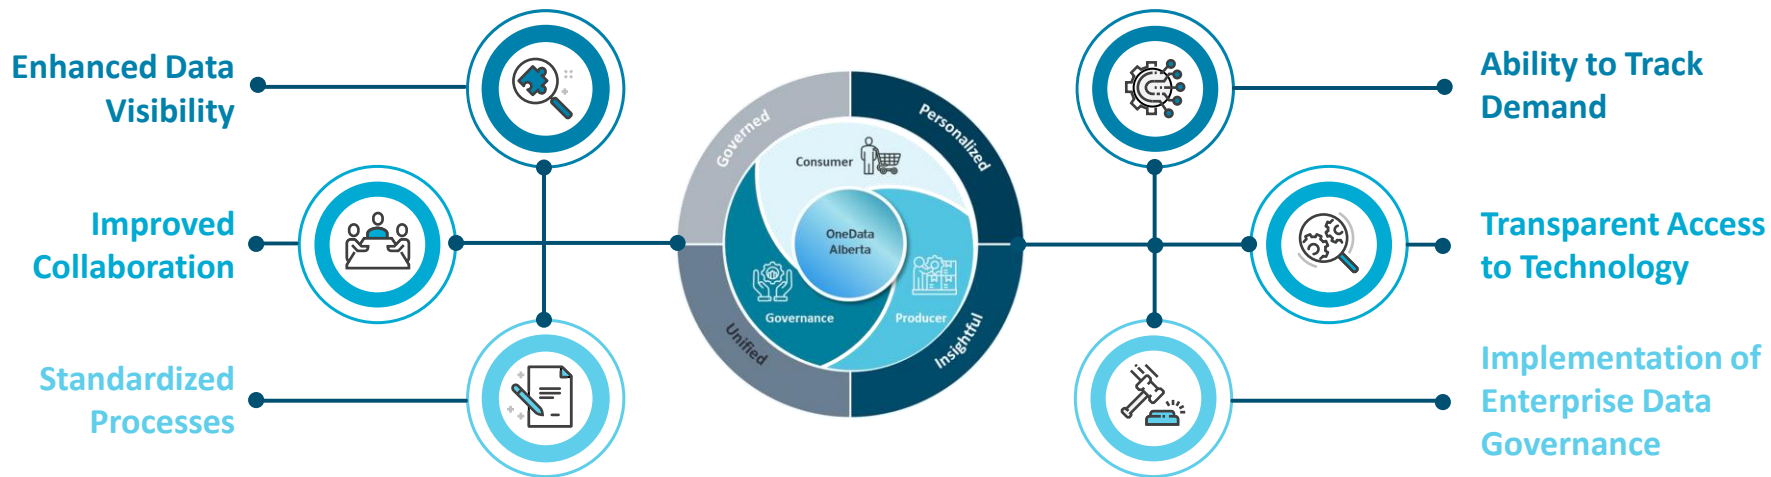 Enhanced Data
Visibility
Improved
Collaboration
Standardized
Processes
Governed
Personalized
Consumer
OneData
Alberta
Governance
Producer
Unified
Insightful
Ability to Track
Demand
Transparent Access
to Technology
Implementation of
Enterprise Data
Governance